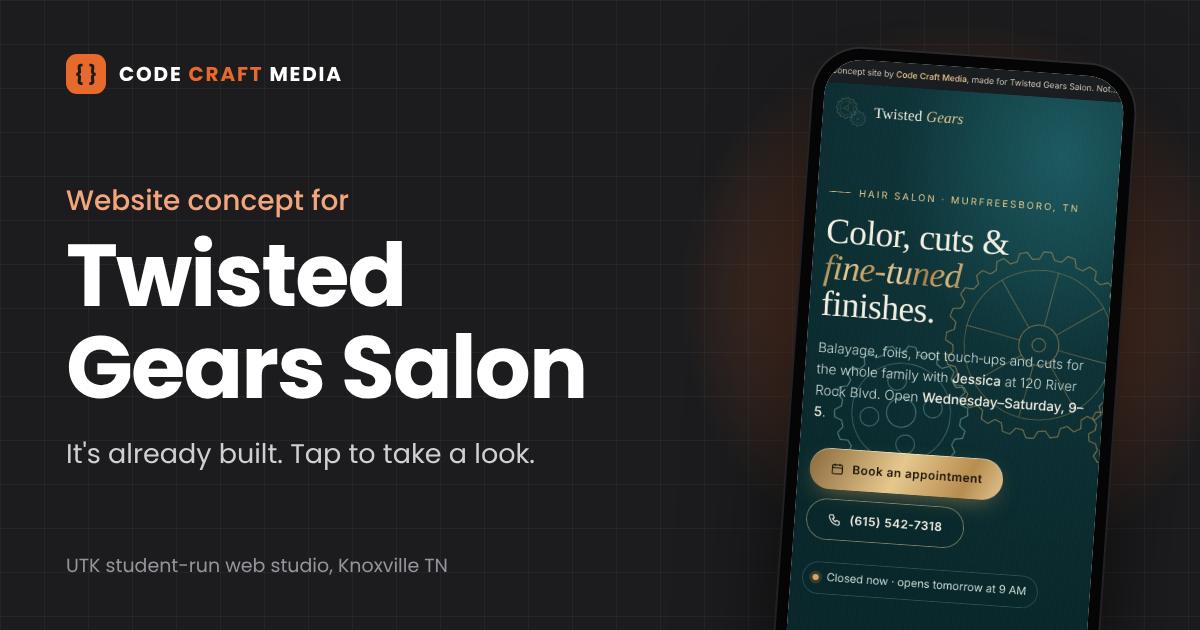 { } CODE CRAFT MEDIA
Website concept for
Twisted
Gears Salon
It's already built. Tap to take a look.
UTK student-run web studio, Knoxville TN
concept site by Code Craft Media, made for Twisted Gears Salon. Not...
Twisted Gears
HAIR SALON · MURFREESBORO, TN
Color, cuts &
fine-tuned
finishes.
Balayage, foils, root touch-ups and cuts for
the whole family with Jessica at 120 River
Rock Blvd. Open Wednesday–Saturday, 9–
5.
Book an appointment
(615) 542-7318
Closed now · opens tomorrow at 9 AM